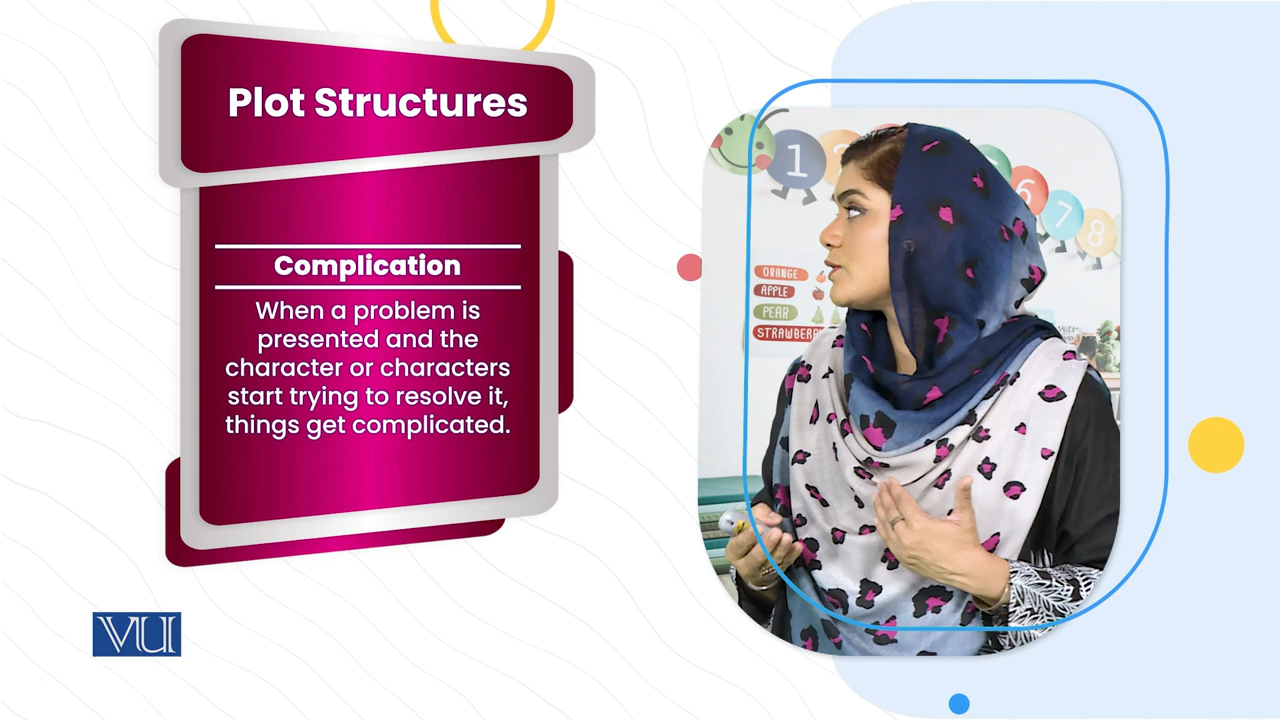 Plot Structures
Complication
When a problem is
presented and the
character or characters
start trying to resolve it,
things get complicated.
VU
1
6
7
8
ORANGE
APPLE
PEAR